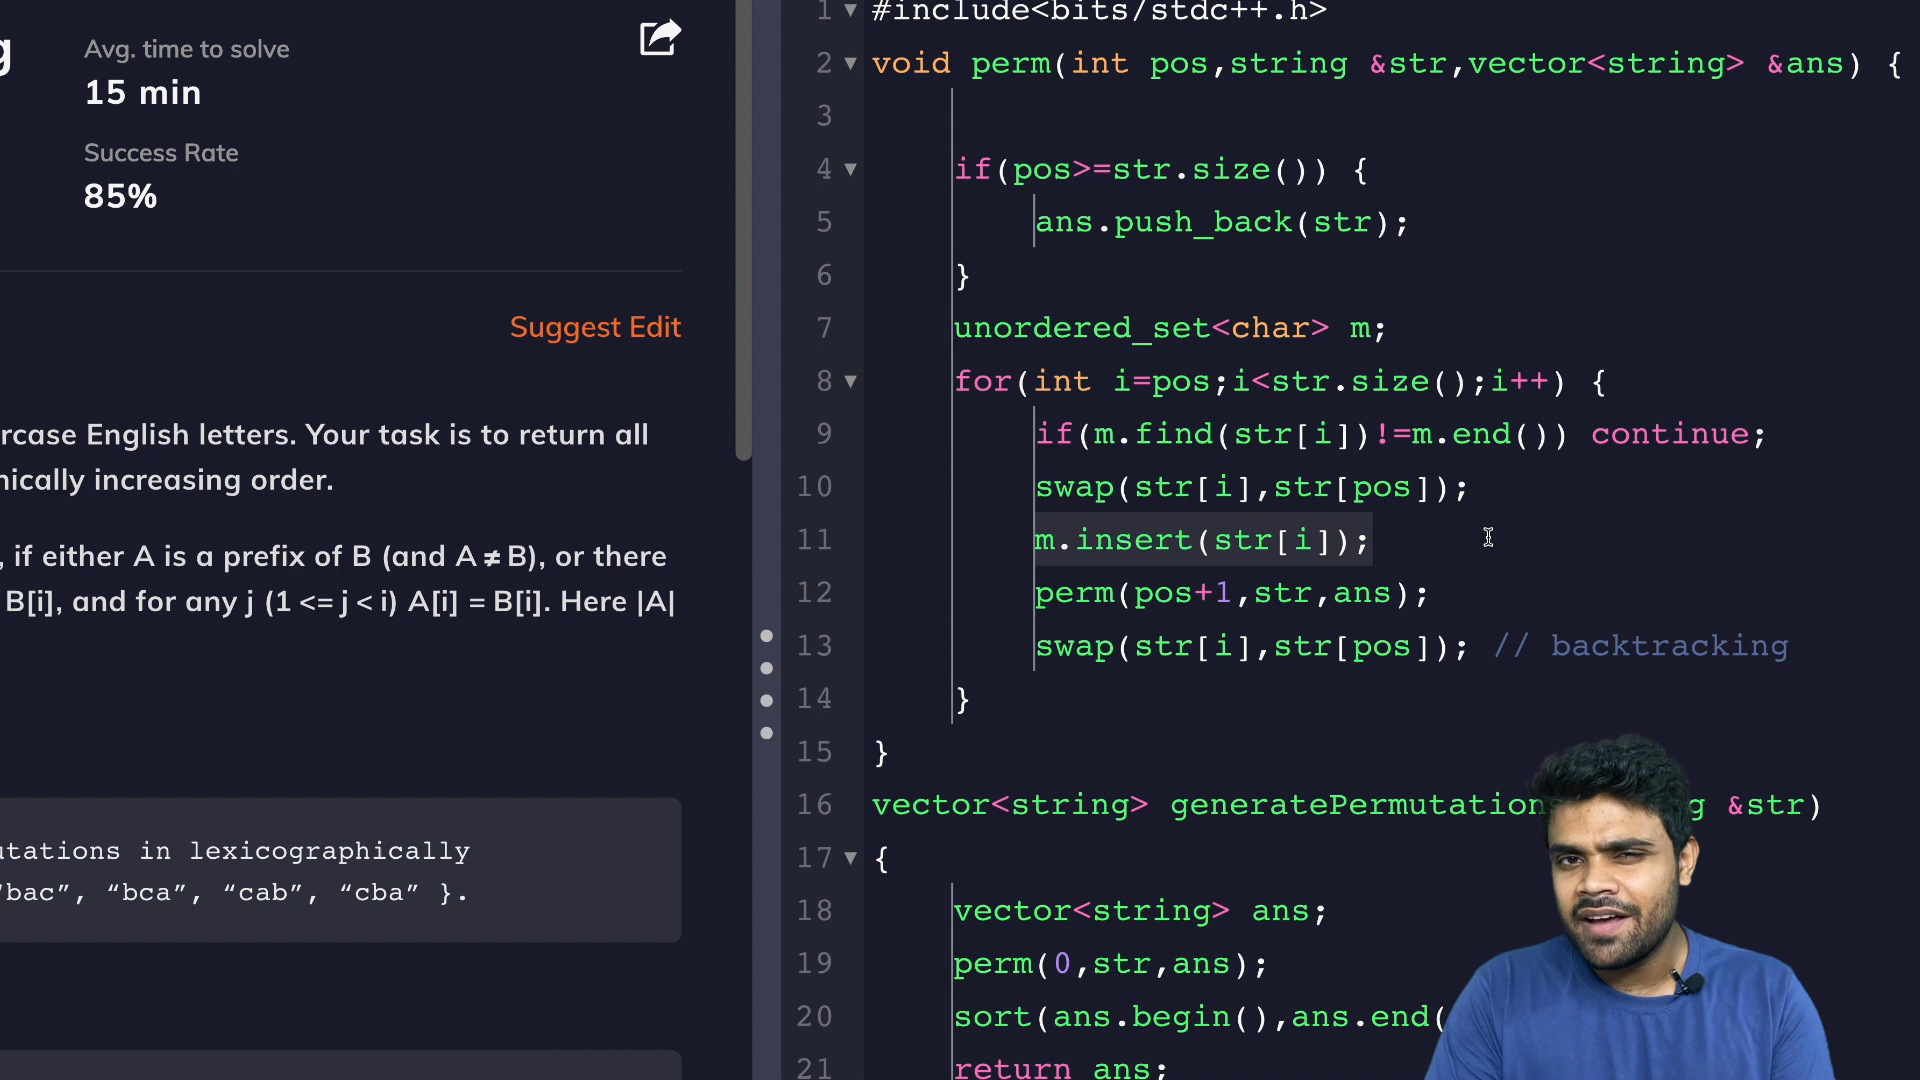 g
Avg. time to solve
15 min
Success Rate
85%
Suggest Edit
rcase English letters. Your task is to return all
nically increasing order.
, if either A is a prefix of B (and A ≠ B), or there
B[i], and for any j (1 <= j < i) A[i] = B[i]. Here |A|
utations in lexicographically
"bac", "bca", "cab", "cba" }.
1 #include<bits/stdc++.h>
2 void perm(int pos,string &str,vector<string> &ans) {
3
4 if(pos>=str.size()) {
5 ans.push_back(str);
6 }
7 unordered_set<char> m;
8 for(int i=pos;i<str.size();i++) {
9 if(m.find(str[i])!=m.end()) continue;
10 swap(str[i],str[pos]);
11 m.insert(str[i]);
12 perm(pos+1,str,ans);
13 swap(str[i],str[pos]); // backtracking
14 }
15 }
16 vector<string> generatePermutation g &str)
17 {
18 vector<string> ans;
19 perm(0,str,ans);
20 sort(ans.begin(),ans.end(
21 return ans;